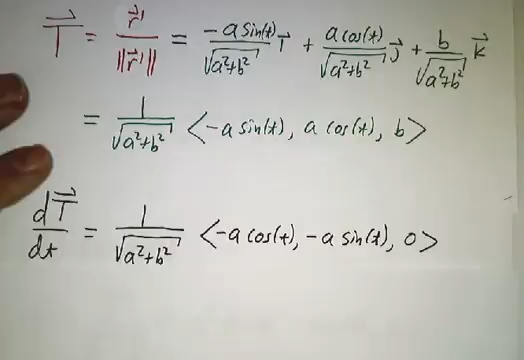 T⃗ = r⃗' / ||r⃗'|| = -a sin(t)/√(a²+b²) i⃗ + a cos(t)/√(a²+b²) j⃗ + b/√(a²+b²) k⃗
= 1/√(a²+b²) <-a sin(t), a cos(t), b>
dT⃗/dt = 1/√(a²+b²) <-a cos(t), -a sin(t), 0>